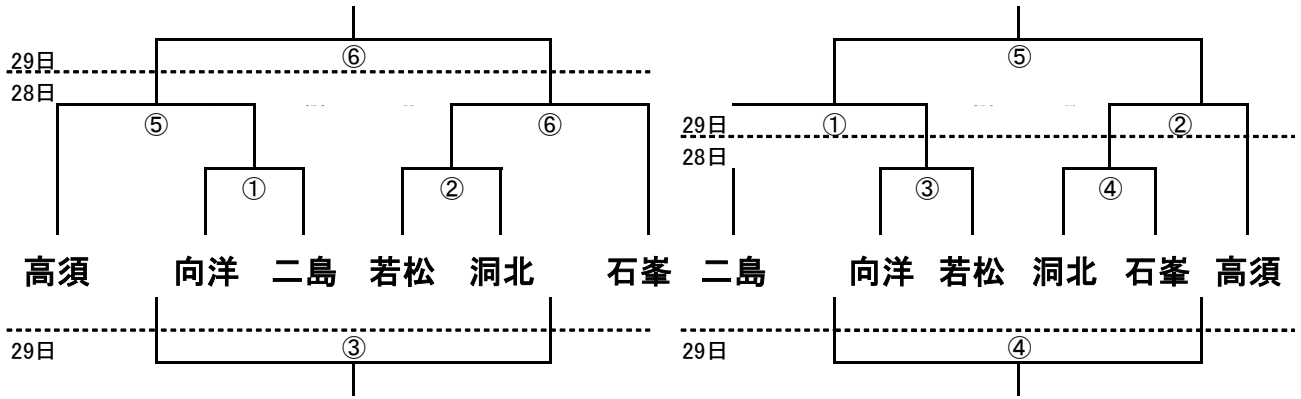 ⑥ ⑤
29日
28日
⑤ ⑥ ① ②
29日
28日
① ② ③ ④
高須 向洋 二島 若松 洞北 石峯 二島 向洋 若松 洞北 石峯 高須
29日 ③ 29日 ④